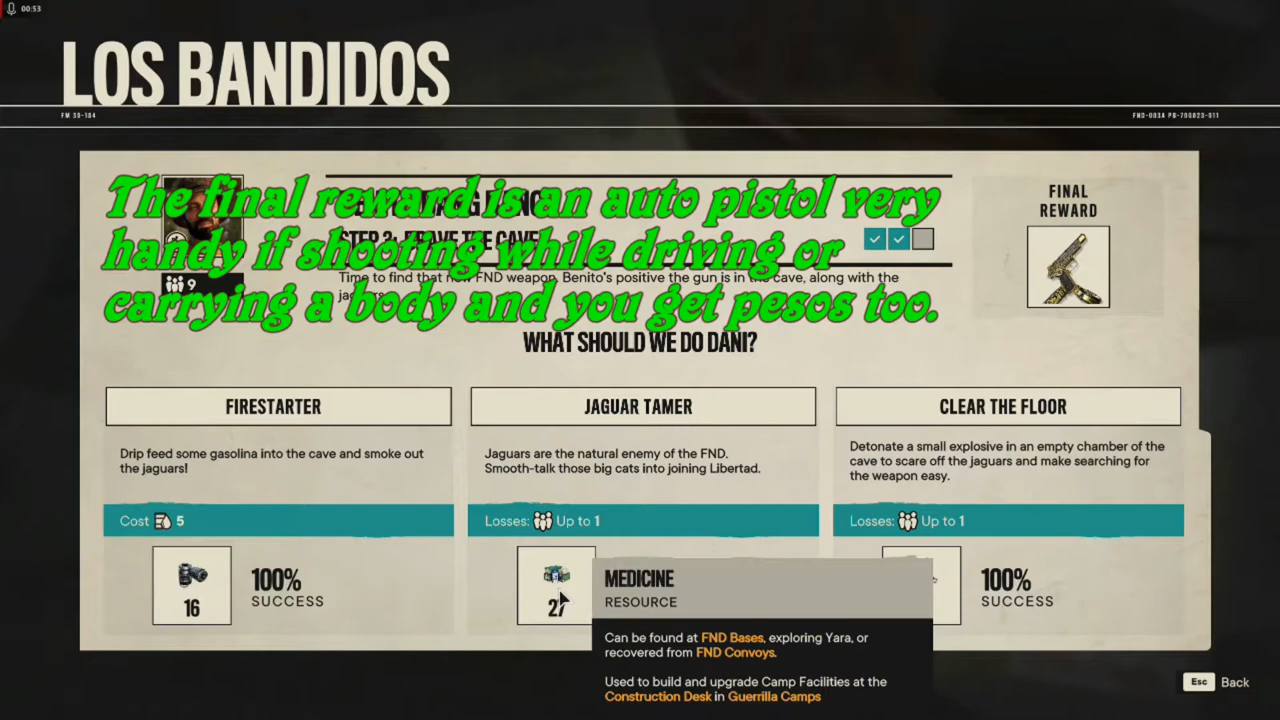 00:53
LOS BANDIDOS
FM 30-104
FND-003A PB-700023-011
The final reward is an auto pistol very
handy if shooting while driving or
carrying a body and you get pesos too.
THE CAVE
9
Time to find that new FND weapon. Benito's positive the gun is in the cave, along with the
FINAL
REWARD
WHAT SHOULD WE DO DANI?
FIRESTARTER
Drip feed some gasolina into the cave and smoke out
the jaguars!
Cost 5
16
100%
SUCCESS
JAGUAR TAMER
Jaguars are the natural enemy of the FND.
Smooth-talk those big cats into joining Libertad.
Losses: Up to 1
27
MEDICINE
RESOURCE
Can be found at FND Bases, exploring Yara, or
recovered from FND Convoys.
Used to build and upgrade Camp Facilities at the
Construction Desk in Guerrilla Camps
CLEAR THE FLOOR
Detonate a small explosive in an empty chamber of the
cave to scare off the jaguars and make searching for
the weapon easy.
Losses: Up to 1
100%
SUCCESS
Esc Back